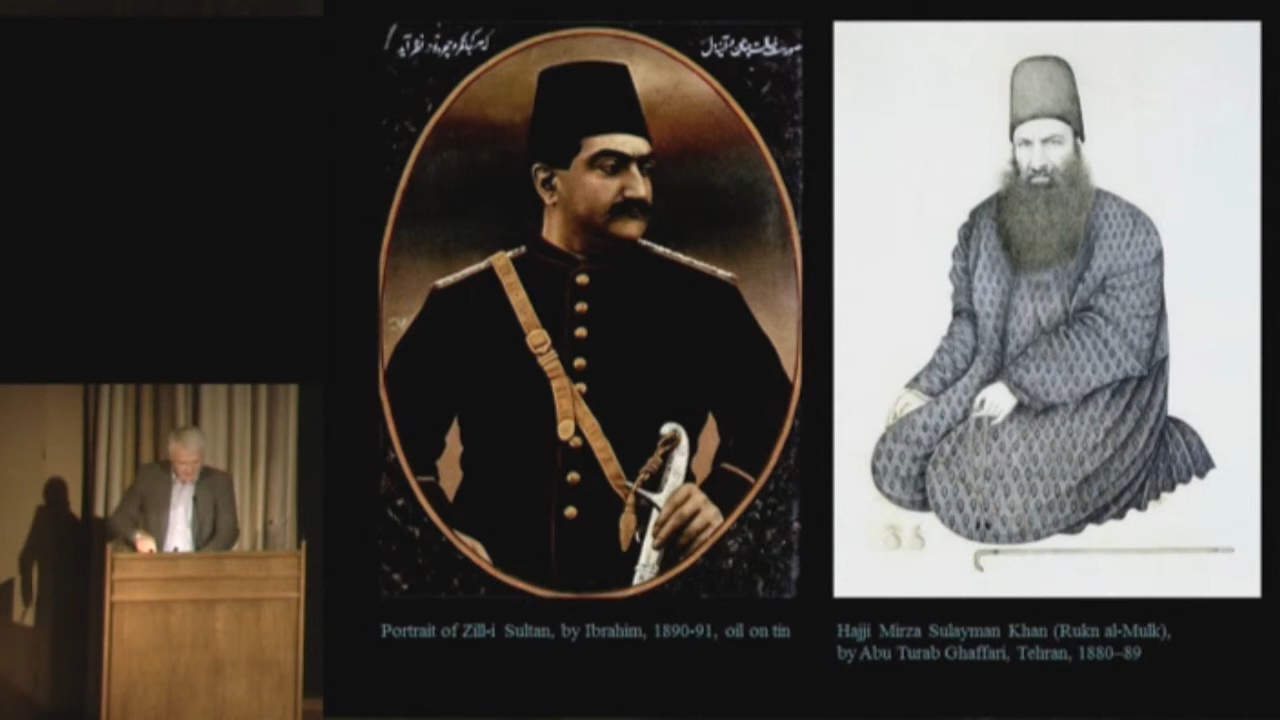 Portrait of Zill-i Sultan, by Ibrahim, 1890-91, oil on tin
Hajji Mirza Sulayman Khan (Rukn al-Mulk),
by Abu Turab Ghaffari, Tehran, 1880–89